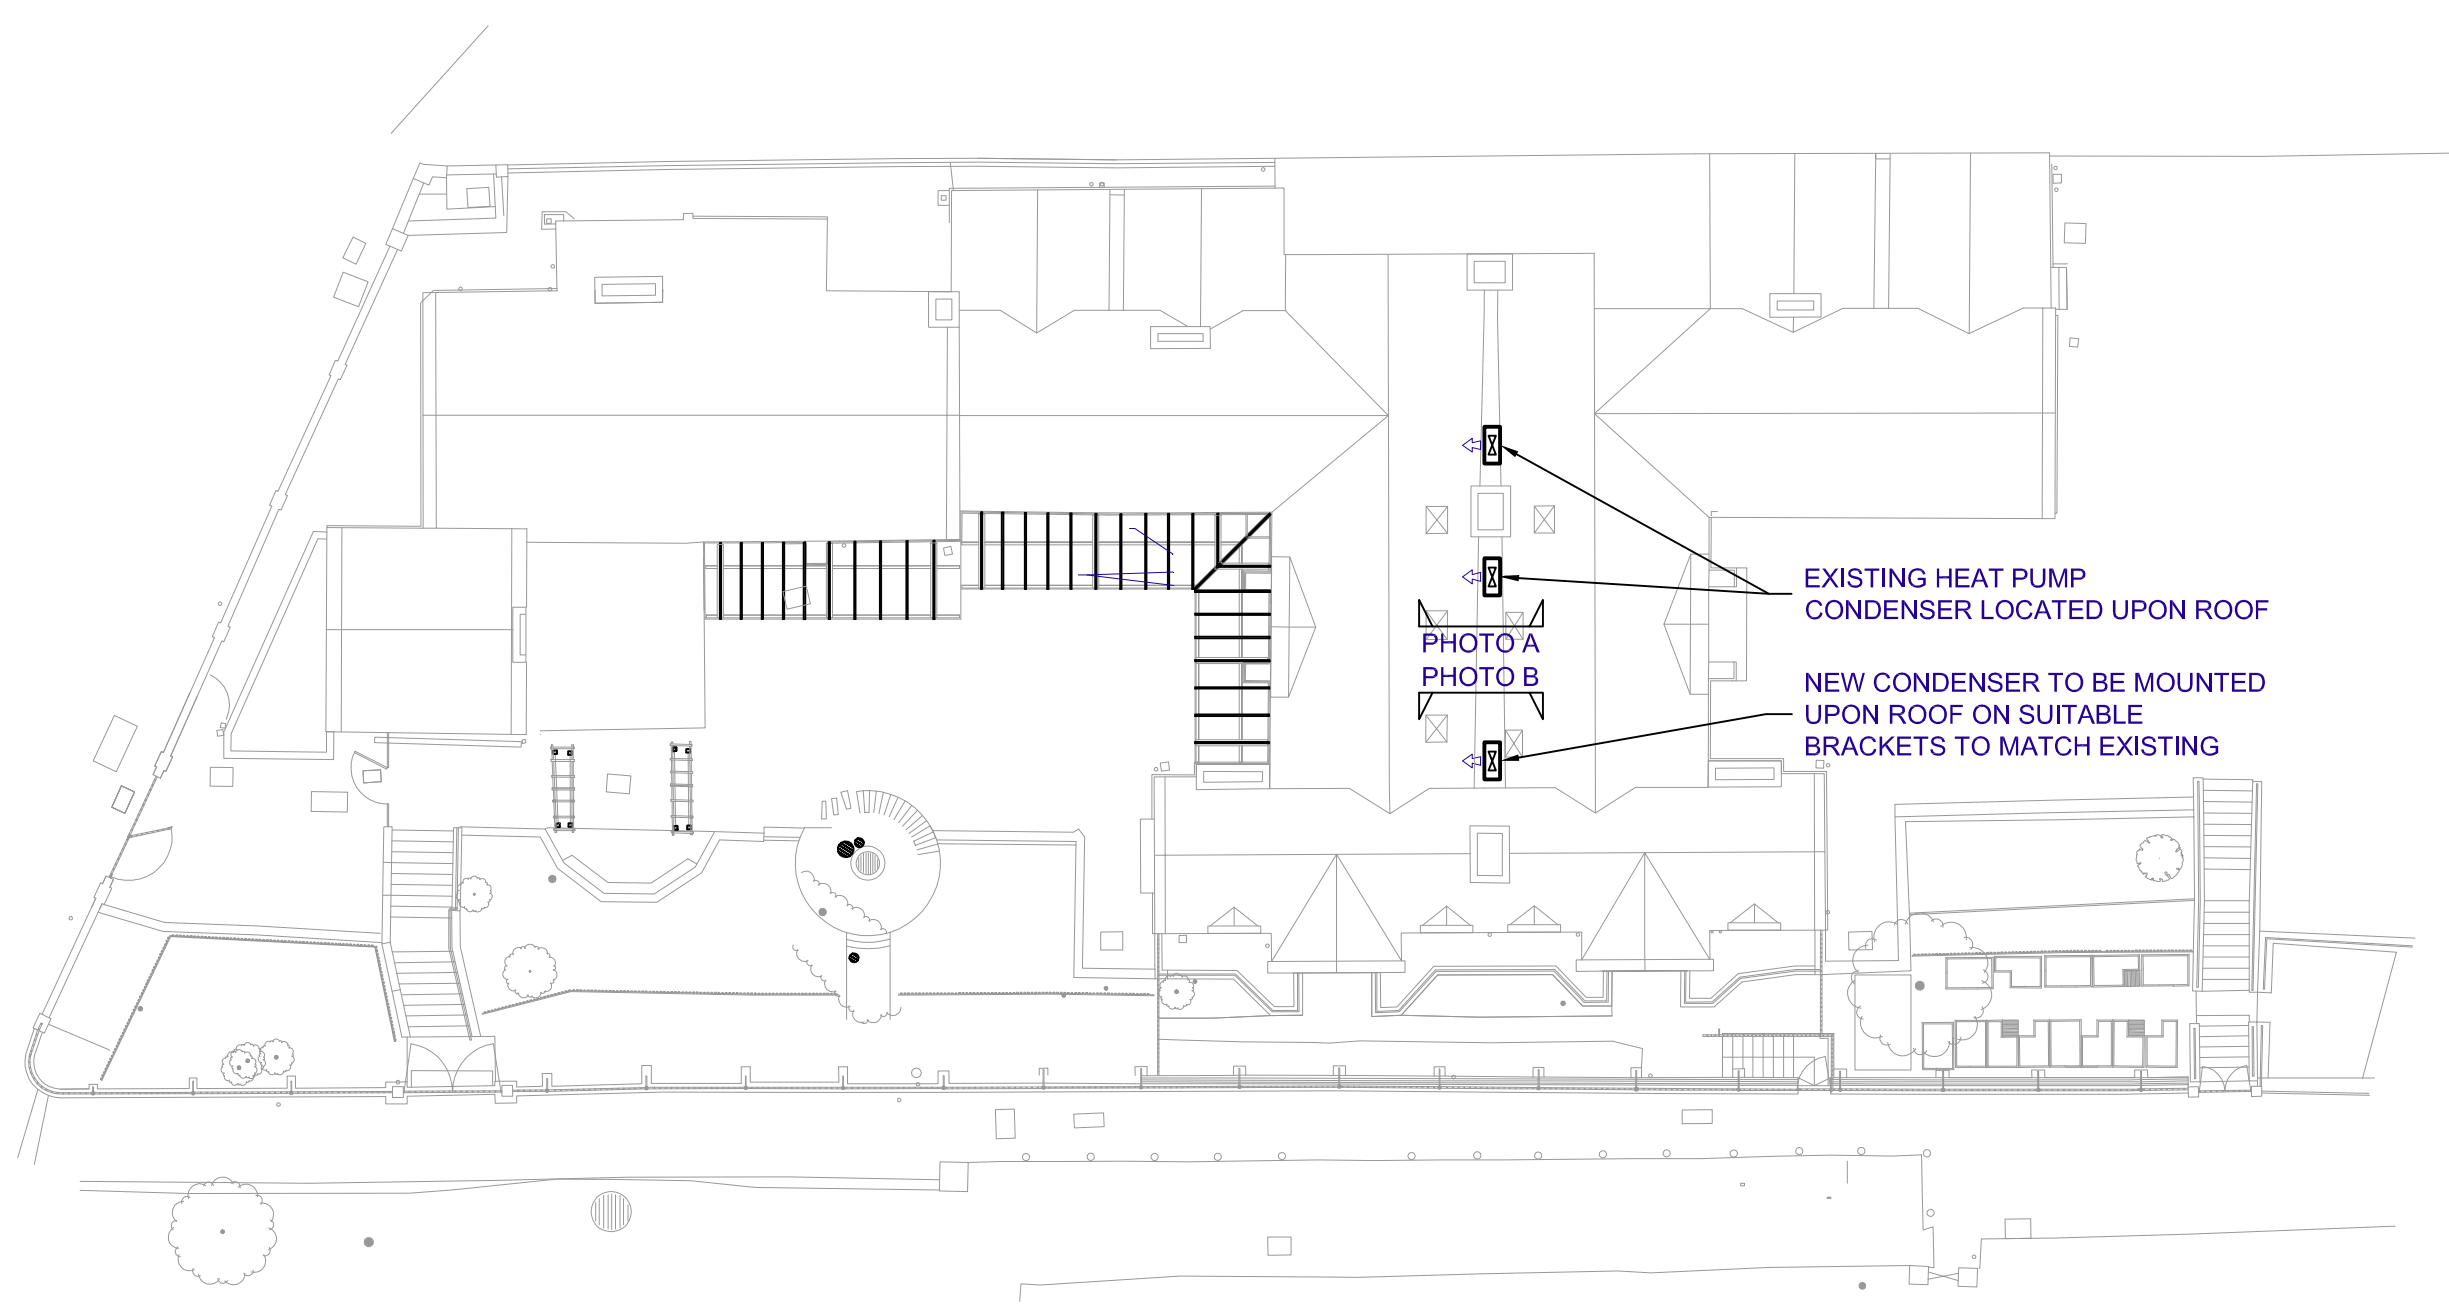 EXISTING HEAT PUMP
CONDENSER LOCATED UPON ROOF
PHOTO A
PHOTO B
NEW CONDENSER TO BE MOUNTED
UPON ROOF ON SUITABLE
BRACKETS TO MATCH EXISTING